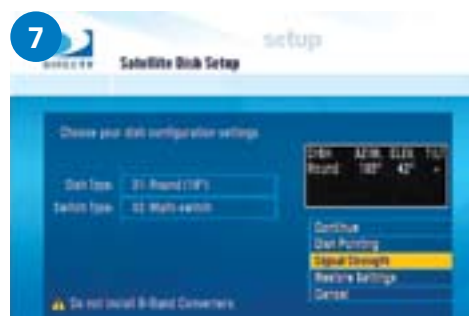 7
setup
DIRECTV
Satellite Dish Setup
Choose your dish configuration settings.
AZIM. ELEV. TILT
Round 183° 42° -
Dish Type: 01-Round (18")
Switch Type: 02-Multi-switch
Continue
Dish Pointing
Signal Strength
Restore Settings
Cancel
Do not install B-Band Converters.